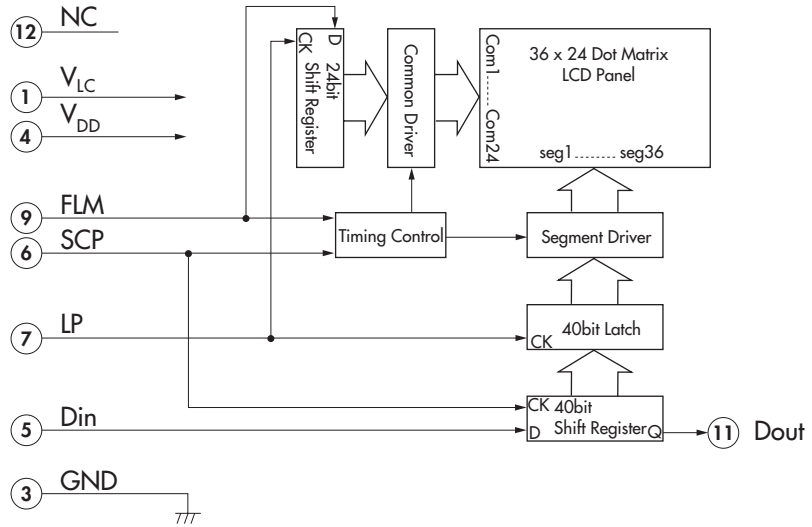 12 NC
1 VLC
4 VDD
9 FLM
6 SCP
7 LP
5 Din
3 GND
D
CK
24bit
Shift Register
Common Driver
Com1 ...... Com24
36 x 24 Dot Matrix
LCD Panel
seg1 ........ seg36
Timing Control
Segment Driver
40bit Latch
CK
CK 40bit
Shift Register Q
D
11 Dout